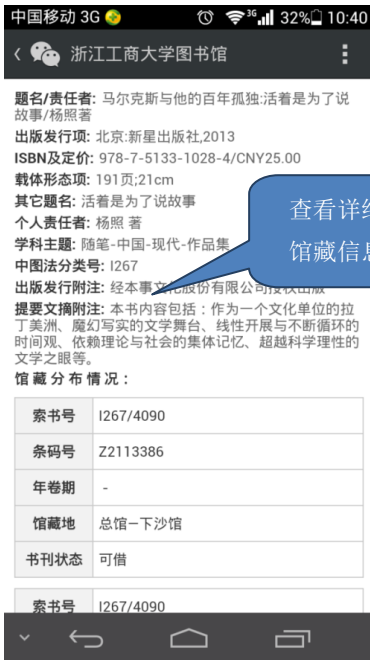 中国移动 3G 3G 32% 10:40
浙江工商大学图书馆
题名/责任者: 马尔克斯与他的百年孤独:活着是为了说
故事/杨照著
出版发行项: 北京:新星出版社,2013
ISBN及定价: 978-7-5133-1028-4/CNY25.00
载体形态项: 191页;21cm
其它题名: 活着是为了说故事
个人责任者: 杨照 著
学科主题: 随笔-中国-现代-作品集
查看详细
馆藏信息
中图法分类号: I267
出版发行附注: 经本事文化股份有限公司授权出版
提要文摘附注: 本书内容包括：作为一个文化单位的拉
丁美洲、魔幻写实的文学舞台、线性开展与不断循环的
时间观、依赖理论与社会的集体记忆、超越科学理性的
文学之眼等。
馆藏分布情况：
索书号 I267/4090
条码号 Z2113386
年卷期 -
馆藏地 总馆—下沙馆
书刊状态 可借
索书号 I267/4090